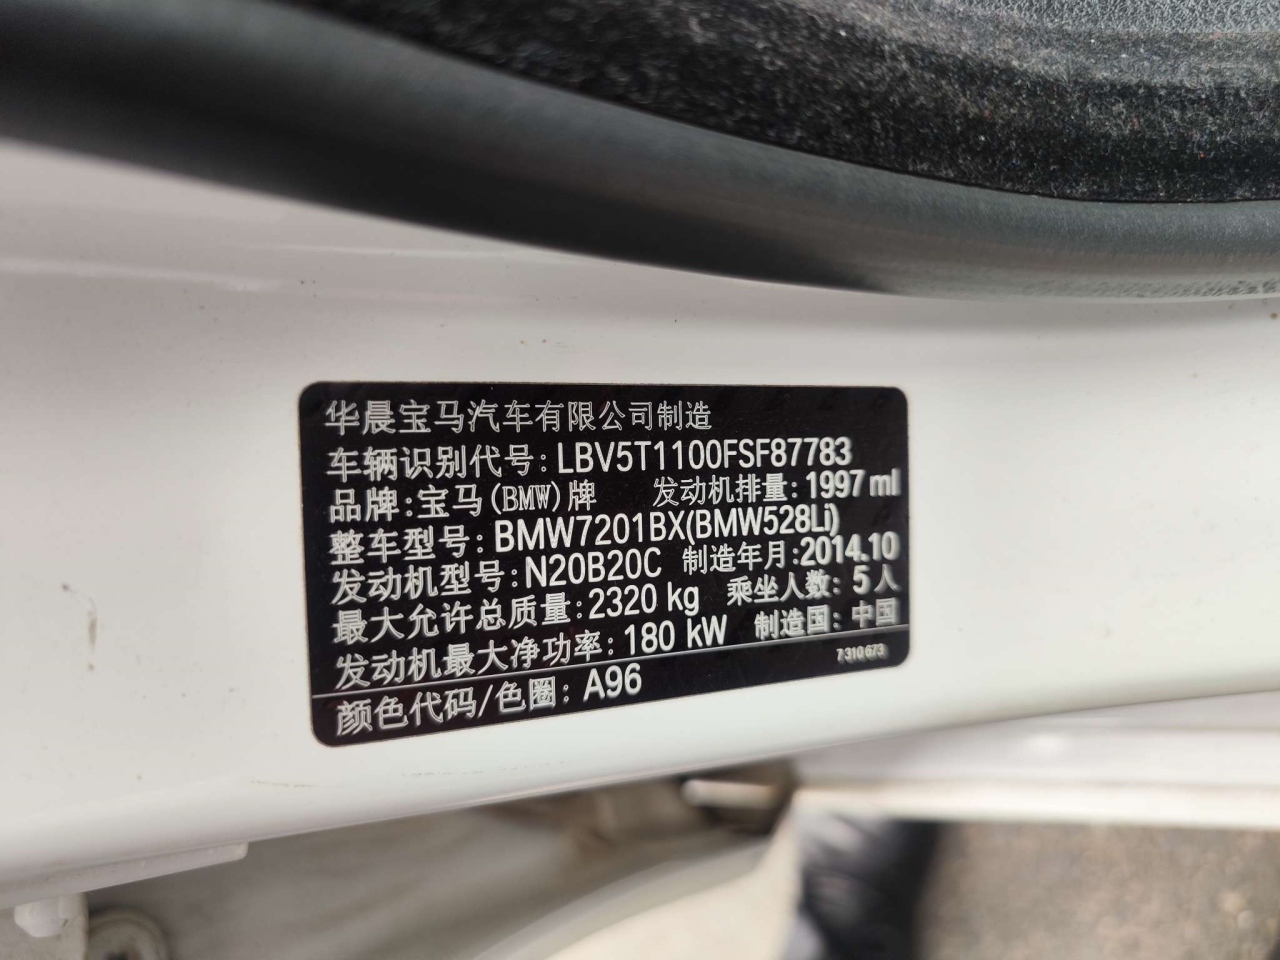 华晨宝马汽车有限公司制造
车辆识别代号：LBV5T1100FSF87783
品牌：宝马(BMW)牌 发动机排量：1997 ml
整车型号：BMW7201BX(BMW528Li)
发动机型号：N20B20C 制造年月：2014.10
最大允许总质量：2320 kg 乘坐人数：5人
发动机最大净功率：180 kW 制造国：中国
颜色代码/色圈：A96
7 310 673